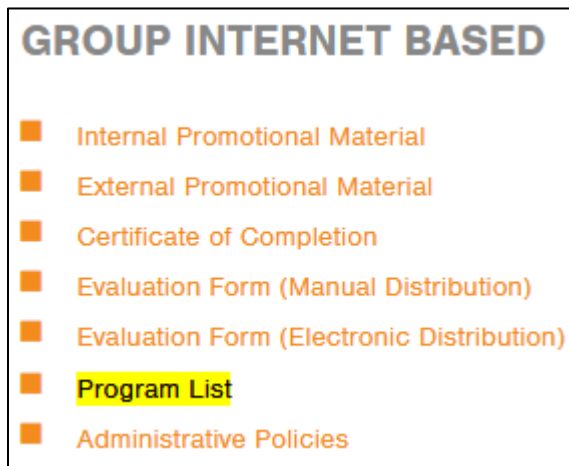 GROUP INTERNET BASED
Internal Promotional Material
External Promotional Material
Certificate of Completion
Evaluation Form (Manual Distribution)
Evaluation Form (Electronic Distribution)
Program List
Administrative Policies